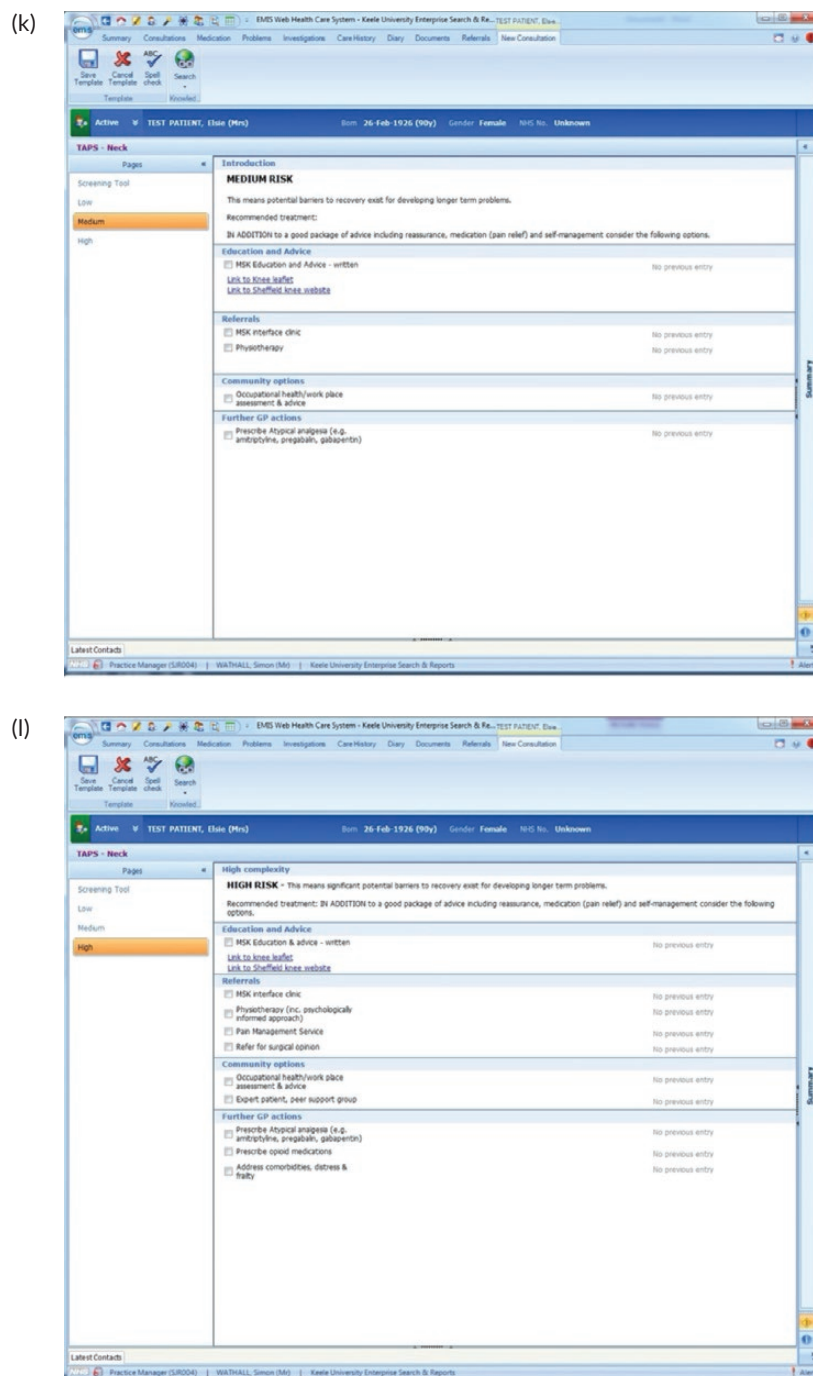 (k)
EMIS Web Health Care System - Keele University Enterprise Search & Re... TEST PATIENT, Elsie
ems
Summary Consultations Medication Problems Investigations Care History Diary Documents Referrals New Consultation
Save Template Cancel Template Spell check Search
Template Knowled...
Active TEST PATIENT, Elsie (Mrs) Born 26-Feb-1926 (90y) Gender Female NHS No. Unknown
TAPS - Neck
Pages
Screening Tool
Low
Medium
High
Introduction
MEDIUM RISK
This means potential barriers to recovery exist for developing longer term problems.
Recommended treatment:
IN ADDITION to a good package of advice including reassurance, medication (pain relief) and self-management consider the following options.
Education and Advice
MSK Education and Advice - written No previous entry
Link to Knee leaflet
Link to Sheffield knee website
Referrals
MSK interface clinic No previous entry
Physiotherapy No previous entry
Community options
Occupational health/work place
assessment & advice No previous entry
Further GP actions
Prescribe Atypical analgesia (e.g.
amitriptyline, pregabalin, gabapentin) No previous entry
Summary
Latest Contacts
Practice Manager (SJR004) | WATHALL, Simon (Mr) | Keele University Enterprise Search & Reports
(l)
EMIS Web Health Care System - Keele University Enterprise Search & Re... TEST PATIENT, Elsie
ems
Summary Consultations Medication Problems Investigations Care History Diary Documents Referrals New Consultation
Save Template Cancel Template Spell check Search
Template Knowled...
Active TEST PATIENT, Elsie (Mrs) Born 26-Feb-1926 (90y) Gender Female NHS No. Unknown
TAPS - Neck
Pages
Screening Tool
Low
Medium
High
High complexity
HIGH RISK - This means significant potential barriers to recovery exist for developing longer term problems.
Recommended treatment: IN ADDITION to a good package of advice including reassurance, medication (pain relief) and self-management consider the following
options.
Education and Advice
MSK Education & advice - written No previous entry
Link to knee leaflet
Link to Sheffield knee website
Referrals
MSK interface clinic No previous entry
Physiotherapy (inc. psychologically
informed approach) No previous entry
Pain Management Service No previous entry
Refer for surgical opinion No previous entry
Community options
Occupational health/work place
assessment & advice No previous entry
Expert patient, peer support group No previous entry
Further GP actions
Prescribe Atypical analgesia (e.g.
amitriptyline, pregabalin, gabapentin) No previous entry
Prescribe opioid medications No previous entry
Address comorbidities, distress &
frailty No previous entry
Summary
Latest Contacts
Practice Manager (SJR004) | WATHALL, Simon (Mr) | Keele University Enterprise Search & Reports